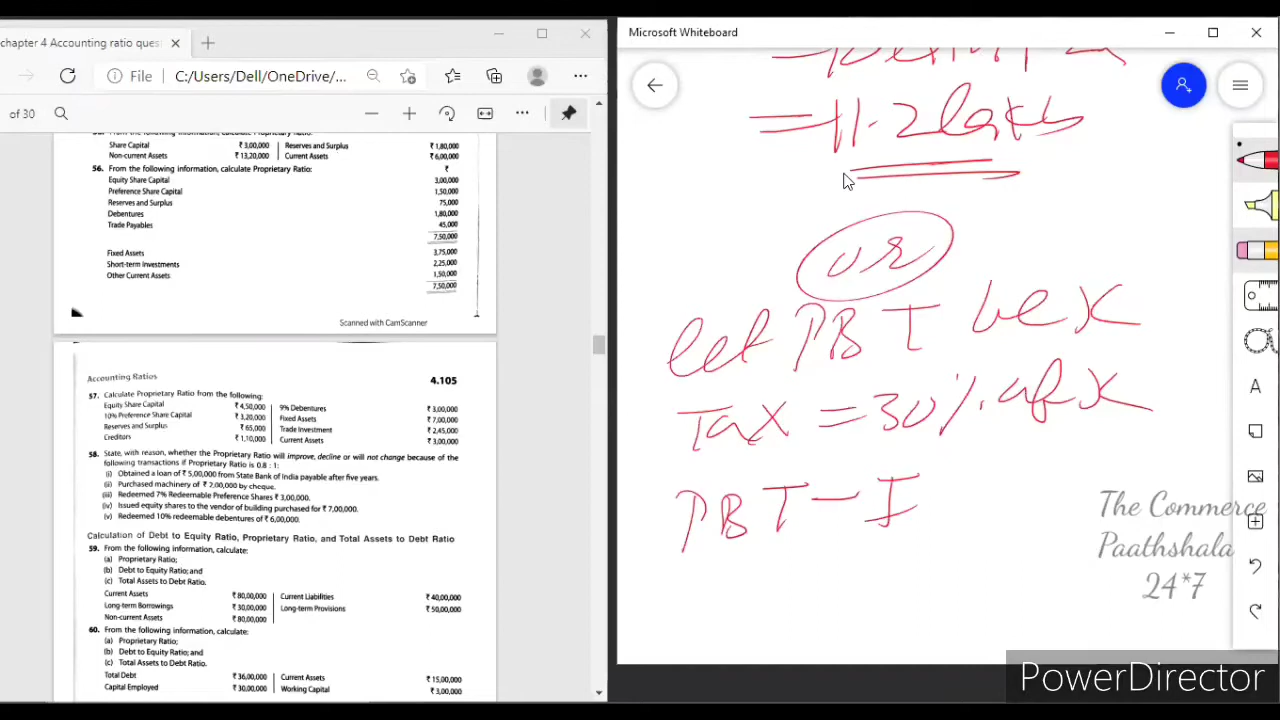 chapter 4 Accounting ratio ques
File C:/Users/Dell/OneDrive/...
of 30
Share Capital ₹ 3,00,000 Reserves and Surplus ₹ 1,80,000
Non-current Assets ₹ 13,20,000 Current Assets ₹ 6,00,000
56. From the following information, calculate Proprietary Ratio: ₹
Equity Share Capital 3,00,000
Preference Share Capital 1,50,000
Reserves and Surplus 75,000
Debentures 1,80,000
Trade Payables 45,000
7,50,000
Fixed Assets 3,75,000
Short-term Investments 2,25,000
Other Current Assets 1,50,000
7,50,000
Scanned with CamScanner
Accounting Ratios 4.105
57. Calculate Proprietary Ratio from the following:
Equity Share Capital ₹ 4,50,000 9% Debentures ₹ 3,00,000
10% Preference Share Capital ₹ 3,20,000 Fixed Assets ₹ 7,00,000
Reserves and Surplus ₹ 65,000 Trade Investment ₹ 2,45,000
Creditors ₹ 1,10,000 Current Assets ₹ 3,00,000
58. State, with reason, whether the Proprietary Ratio will improve, decline or will not change because of the
following transactions if Proprietary Ratio is 0.8 : 1:
(i) Obtained a loan of ₹ 5,00,000 from State Bank of India payable after five years.
(ii) Purchased machinery of ₹ 2,00,000 by cheque.
(iii) Redeemed 7% Redeemable Preference Shares ₹ 3,00,000.
(iv) Issued equity shares to the vendor of building purchased for ₹ 7,00,000.
(v) Redeemed 10% redeemable debentures of ₹ 6,00,000.
Calculation of Debt to Equity Ratio, Proprietary Ratio, and Total Assets to Debt Ratio
59. From the following information, calculate:
(a) Proprietary Ratio;
(b) Debt to Equity Ratio; and
(c) Total Assets to Debt Ratio.
Current Assets ₹ 80,00,000 Current Liabilities ₹ 40,00,000
Long-term Borrowings ₹ 30,00,000 Long-term Provisions ₹ 50,00,000
Non-current Assets ₹ 80,00,000
60. From the following information, calculate:
(a) Proprietary Ratio;
(b) Debt to Equity Ratio; and
(c) Total Assets to Debt Ratio.
Total Debt ₹ 36,00,000 Current Assets ₹ 15,00,000
Capital Employed ₹ 30,00,000 Working Capital ₹ 3,00,000
Microsoft Whiteboard
= 11.2 lakhs
or
let PBT be x
Tax = 30% of x
PBT - I
The Commerce
Paathshala
24*7
A
PowerDirector